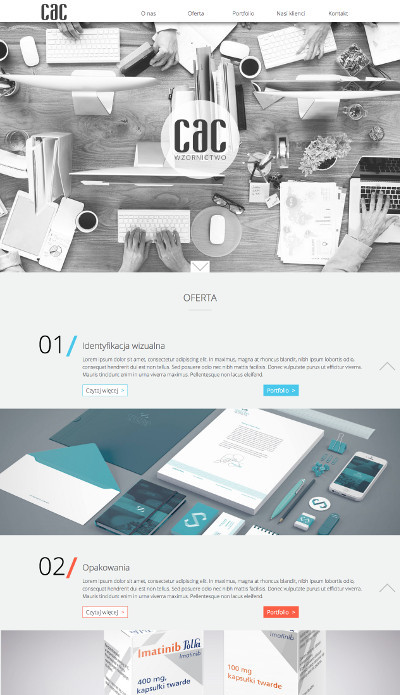 cac
O nas Oferta Portfolio Nasi klienci Kontakt
cac
WZORNICTWO
OFERTA
01/ Identyfikacja wizualna
Lorem ipsum dolor sit amet, consectetur adipiscing elit. In maximus, magna at rhoncus blandit, nibh ipsum lobortis odio,
consequat hendrerit dui est non tellus. Sed posuere odio nec mattis facilisis. Donec vulputate purus ut efficitur viverra.
Mauris tincidunt enim in urna viverra maximus. Pellentesque non lacus eleifend.
Czytaj więcej > Portfolio >
02/ Opakowania
Lorem ipsum dolor sit amet, consectetur adipiscing elit. In maximus, magna at rhoncus blandit, nibh ipsum lobortis odio,
consequat hendrerit dui est non tellus. Sed posuere odio nec mattis facilisis. Donec vulputate purus ut efficitur viverra.
Mauris tincidunt enim in urna viverra maximus. Pellentesque non lacus eleifend.
Czytaj więcej > Portfolio >
Imatinib Polfa
Imatinib
400 mg,
kapsułki twarde
Imatinib
100 mg,
kapsułki twarde